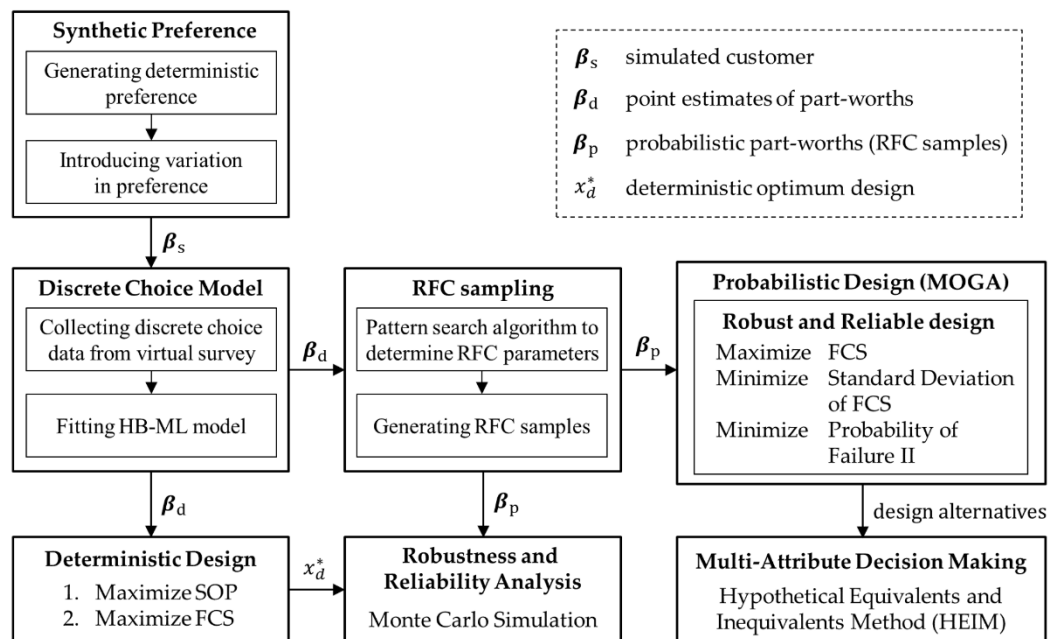 Synthetic Preference
Generating deterministic
preference
Introducing variation
in preference
β_s simulated customer
β_d point estimates of part-worths
β_p probabilistic part-worths (RFC samples)
x_d^* deterministic optimum design
β_s
Discrete Choice Model
Collecting discrete choice
data from virtual survey
Fitting HB-ML model
β_d
RFC sampling
Pattern search algorithm to
determine RFC parameters
Generating RFC samples
β_p
Probabilistic Design (MOGA)
Robust and Reliable design
Maximize FCS
Minimize Standard Deviation
of FCS
Minimize Probability of
Failure II
β_d
β_p
design alternatives
Deterministic Design
1. Maximize SOP
2. Maximize FCS
x_d^*
Robustness and
Reliability Analysis
Monte Carlo Simulation
Multi-Attribute Decision Making
Hypothetical Equivalents and
Inequivalents Method (HEIM)